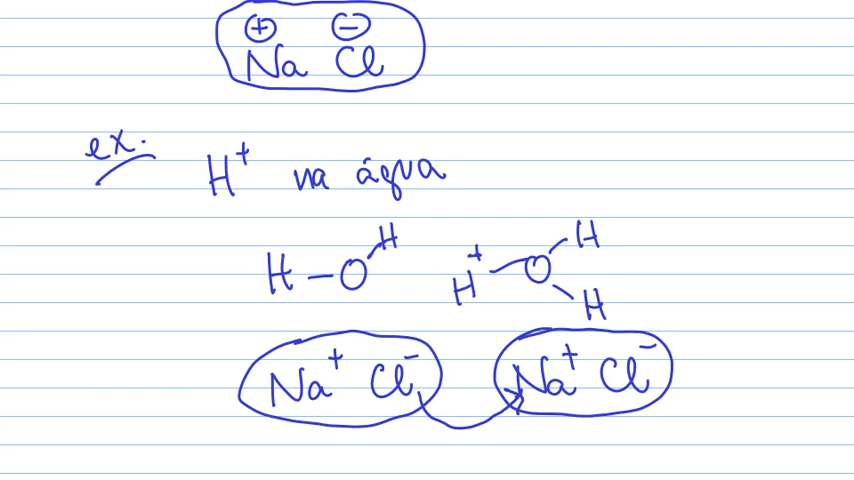 ⊕ ⊖
Na Cl
ex. H⁺ na água
H–O–H H⁺–O–H
H
Na⁺ Cl⁻ Na⁺ Cl⁻